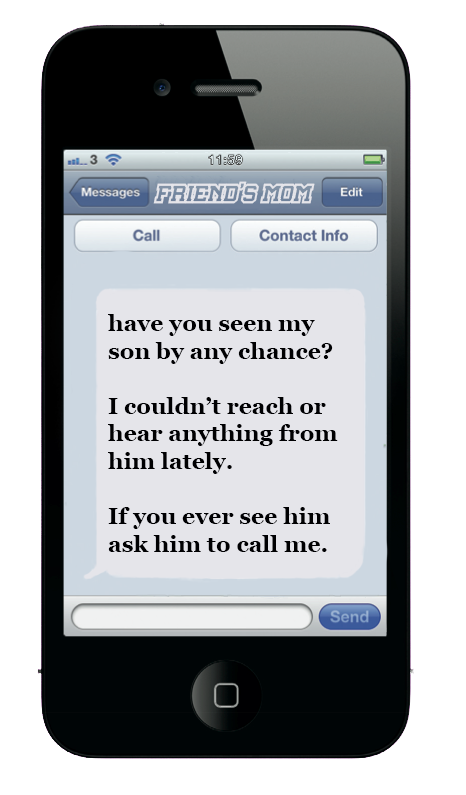 3 11:59
Messages FRIEND'S MOM Edit
Call Contact Info
have you seen my
son by any chance?
I couldn’t reach or
hear anything from
him lately.
If you ever see him
ask him to call me.
Send